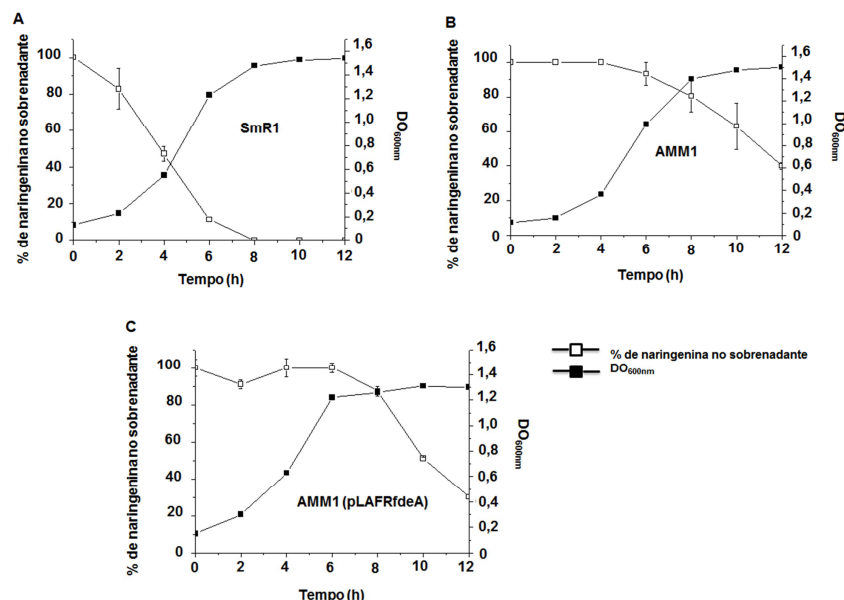 A
% de naringenina no sobrenadante
100
80
60
40
20
0
0 2 4 6 8 10 12
Tempo (h)
1,6
1,4
1,2
1,0
0,8
0,6
0,4
0,2
0
DO600nm
SmR1
B
% de naringenina no sobrenadante
100
80
60
40
20
0
0 2 4 6 8 10 12
Tempo (h)
1,6
1,4
1,2
1,0
0,8
0,6
0,4
0,2
0
DO600nm
AMM1
C
% de naringenina no sobrenadante
100
80
60
40
20
0
0 2 4 6 8 10 12
Tempo (h)
1,6
1,4
1,2
1,0
0,8
0,6
0,4
0,2
0
DO600nm
AMM1 (pLAFRfdeA)
% de naringenina no sobrenadante
DO600nm